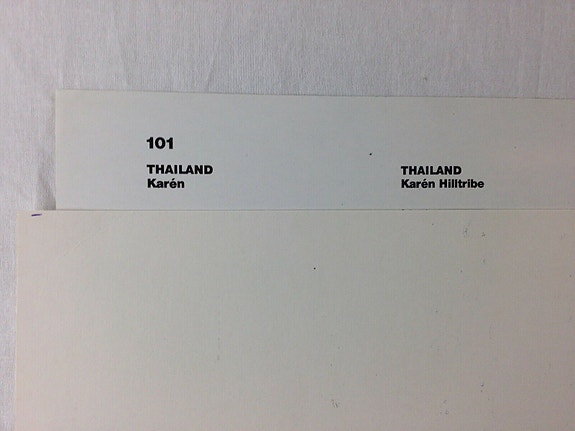 101
THAILAND
Karén
THAILAND
Karén Hilltribe